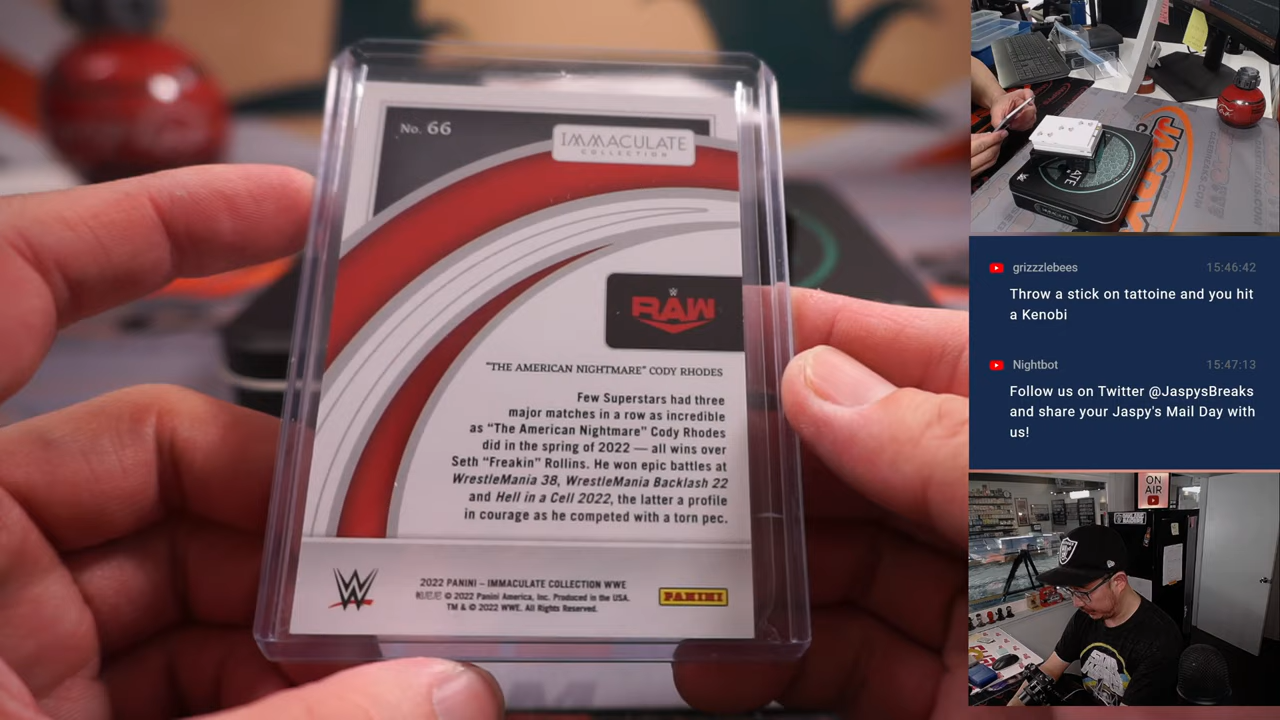 No. 66
IMMACULATE
COLLECTION
RAW
"THE AMERICAN NIGHTMARE" CODY RHODES
Few Superstars had three
major matches in a row as incredible
as "The American Nightmare" Cody Rhodes
did in the spring of 2022 — all wins over
Seth "Freakin" Rollins. He won epic battles at
WrestleMania 38, WrestleMania Backlash 22
and Hell in a Cell 2022, the latter a profile
in courage as he competed with a torn pec.
W
2022 PANINI – IMMACULATE COLLECTION WWE
帕尼尼 © 2022 Panini America, Inc. Produced in the USA.
TM & © 2022 WWE. All Rights Reserved.
PANINI
grizzzlebees 15:46:42
Throw a stick on tattoine and you hit
a Kenobi
Nightbot 15:47:13
Follow us on Twitter @JaspysBreaks
and share your Jaspy's Mail Day with
us!
ON
AIR